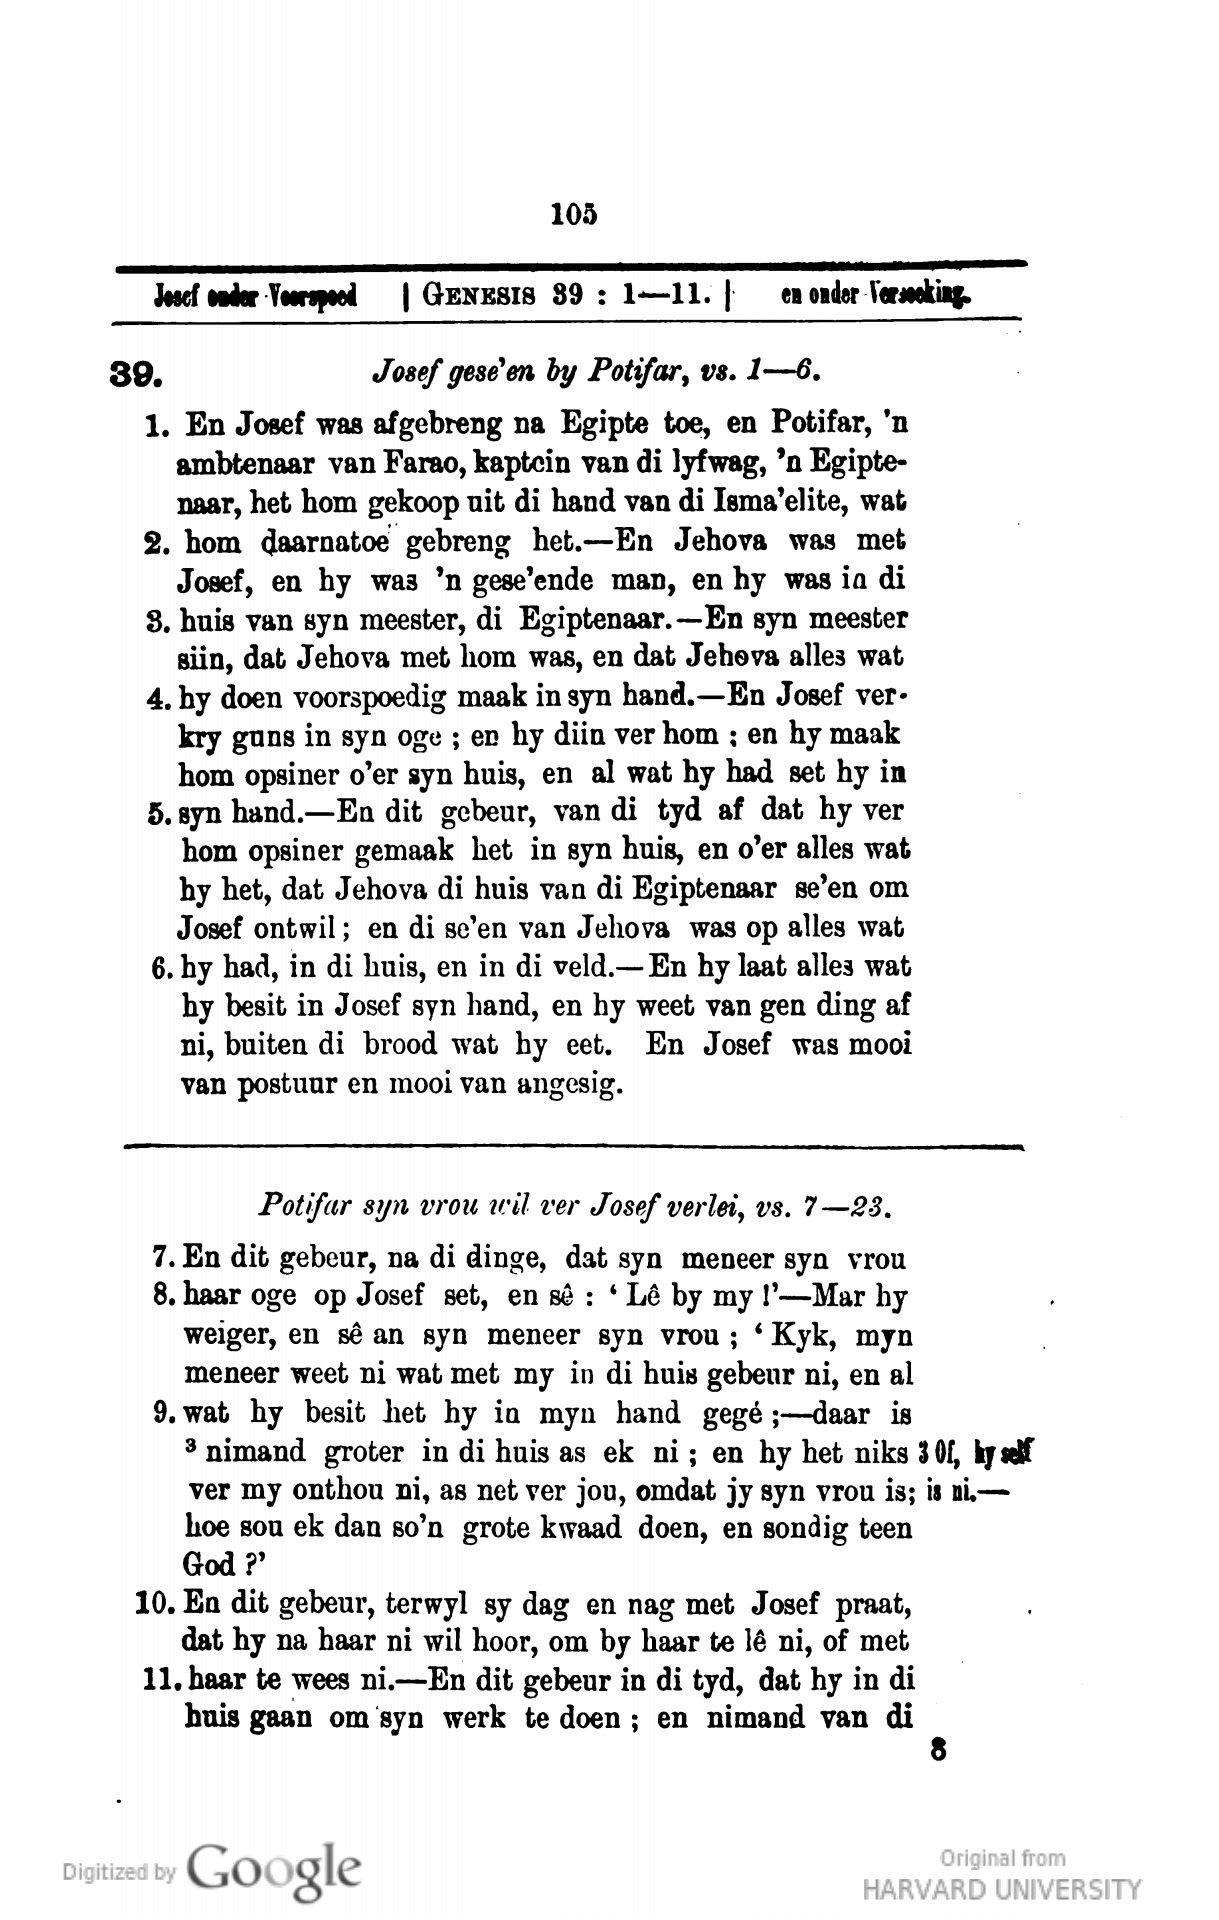 105
Josef onder Voorspoed | GENESIS 39 : 1—11. | en onder Versoeking.
39. Josef gese'en by Potifar, vs. 1—6.
1. En Josef was afgebreng na Egipte toe, en Potifar, 'n
ambtenaar van Farao, kaptein van di lyfwag, 'n Egipte-
naar, het hom gekoop uit di hand van di Isma'elite, wat
2. hom daarnatoe gebreng het.—En Jehova was met
Josef, en hy was 'n gese'ende man, en hy was in di
3. huis van syn meester, di Egiptenaar.—En syn meester
siin, dat Jehova met hom was, en dat Jehova alles wat
4. hy doen voorspoedig maak in syn hand.—En Josef ver-
kry guns in syn oge ; en hy diin ver hom ; en hy maak
hom opsiner o'er syn huis, en al wat hy had set hy in
5. syn hand.—En dit gebeur, van di tyd af dat hy ver
hom opsiner gemaak het in syn huis, en o'er alles wat
hy het, dat Jehova di huis van di Egiptenaar se'en om
Josef ontwil ; en di se'en van Jehova was op alles wat
6. hy had, in di huis, en in di veld.—En hy laat alles wat
hy besit in Josef syn hand, en hy weet van gen ding af
ni, buiten di brood wat hy eet. En Josef was mooi
van postuur en mooi van angesig.
Potifar syn vrou wil ver Josef verlei, vs. 7—23.
7. En dit gebeur, na di dinge, dat syn meneer syn vrou
8. haar oge op Josef set, en sê : ‘ Lê by my !’—Mar hy
weiger, en sê an syn meneer syn vrou ; ‘ Kyk, myn
meneer weet ni wat met my in di huis gebeur ni, en al
9. wat hy besit het hy in myn hand gegé ;—daar is
³ nimand groter in di huis as ek ni ; en hy het niks 3 Of, hy self
ver my onthou ni, as net ver jou, omdat jy syn vrou is; is ni.—
hoe sou ek dan so'n grote kwaad doen, en sondig teen
God ?’
10. En dit gebeur, terwyl sy dag en nag met Josef praat,
dat hy na haar ni wil hoor, om by haar te lê ni, of met
11. haar te wees ni.—En dit gebeur in di tyd, dat hy in di
huis gaan om syn werk te doen ; en nimand van di
8
Digitized by Google
Original from
HARVARD UNIVERSITY